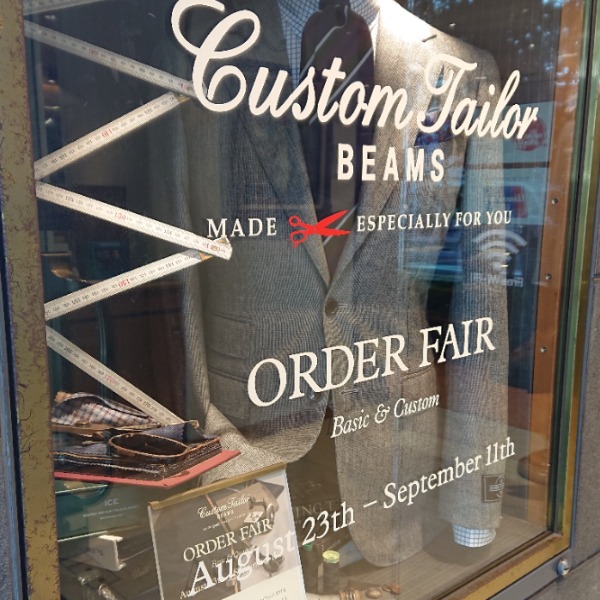 Custom Tailor
BEAMS
MADE ESPECIALLY FOR YOU
ORDER FAIR
Basic & Custom
August 23th – September 11th
Custom Tailor
BEAMS
ORDER FAIR